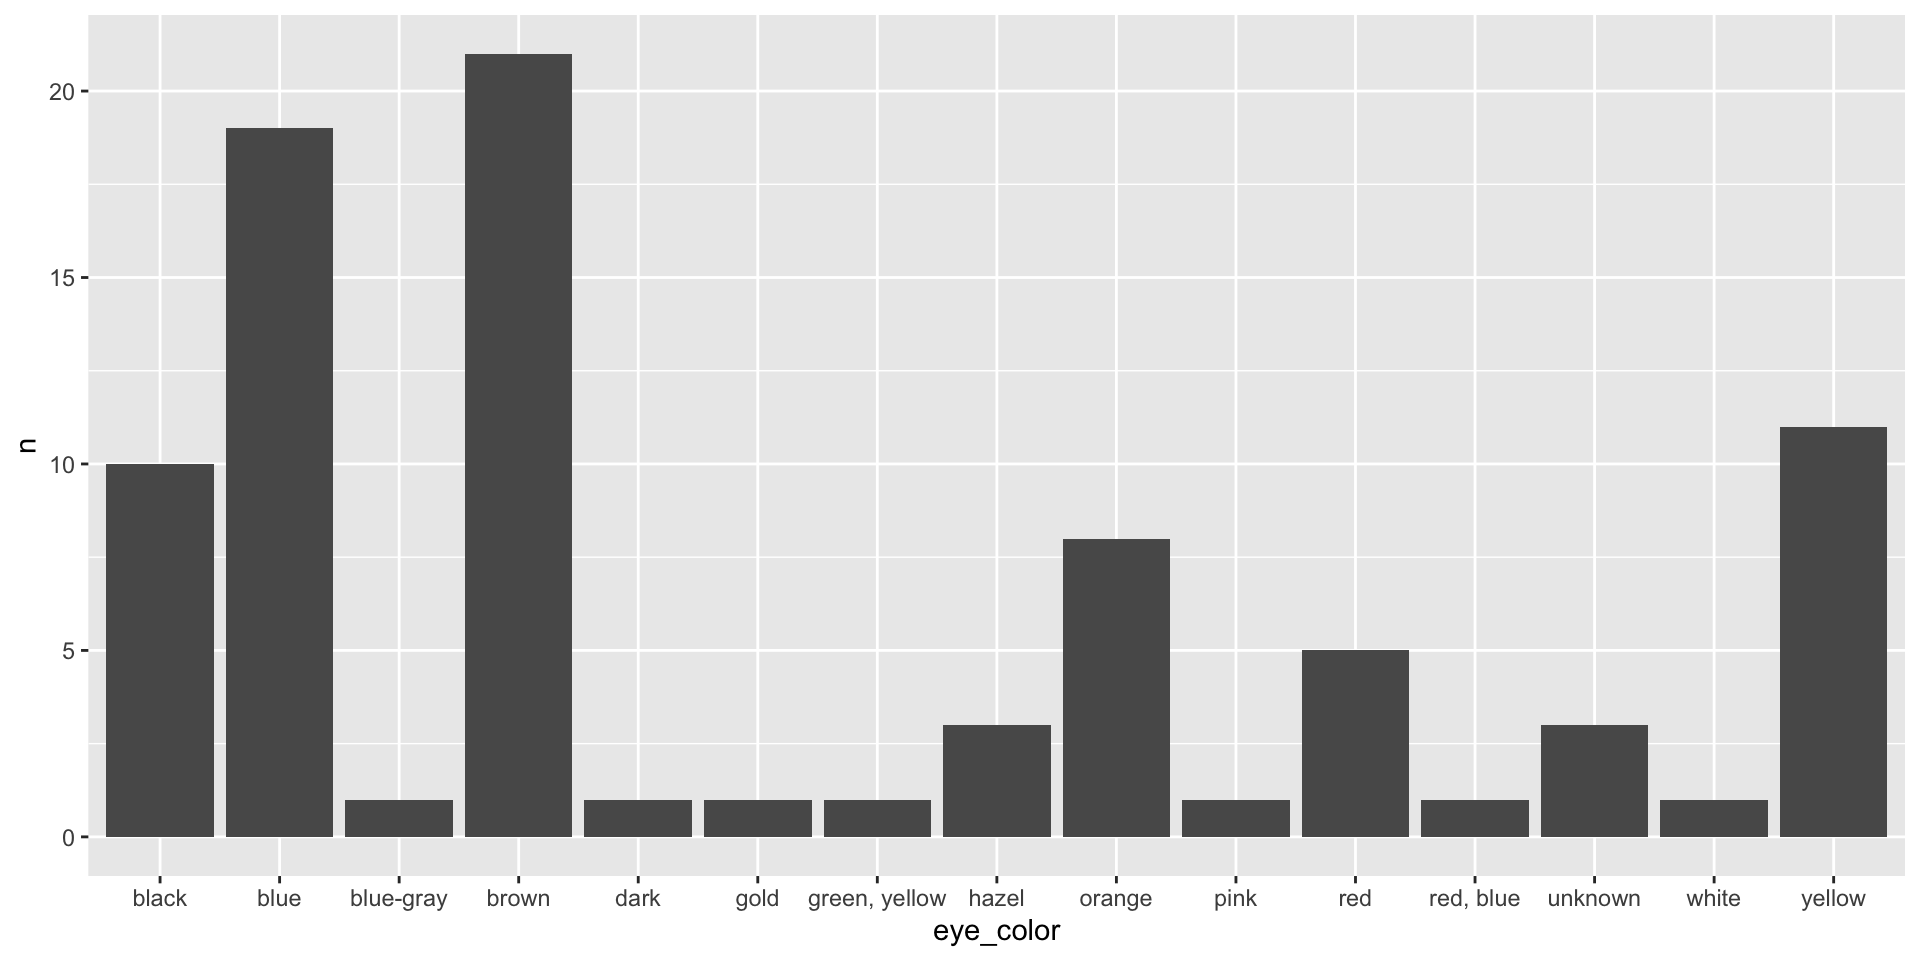 20
15
n
10
5
0
black blue blue-gray brown dark gold green, yellow hazel orange pink red red, blue unknown white yellow
eye_color